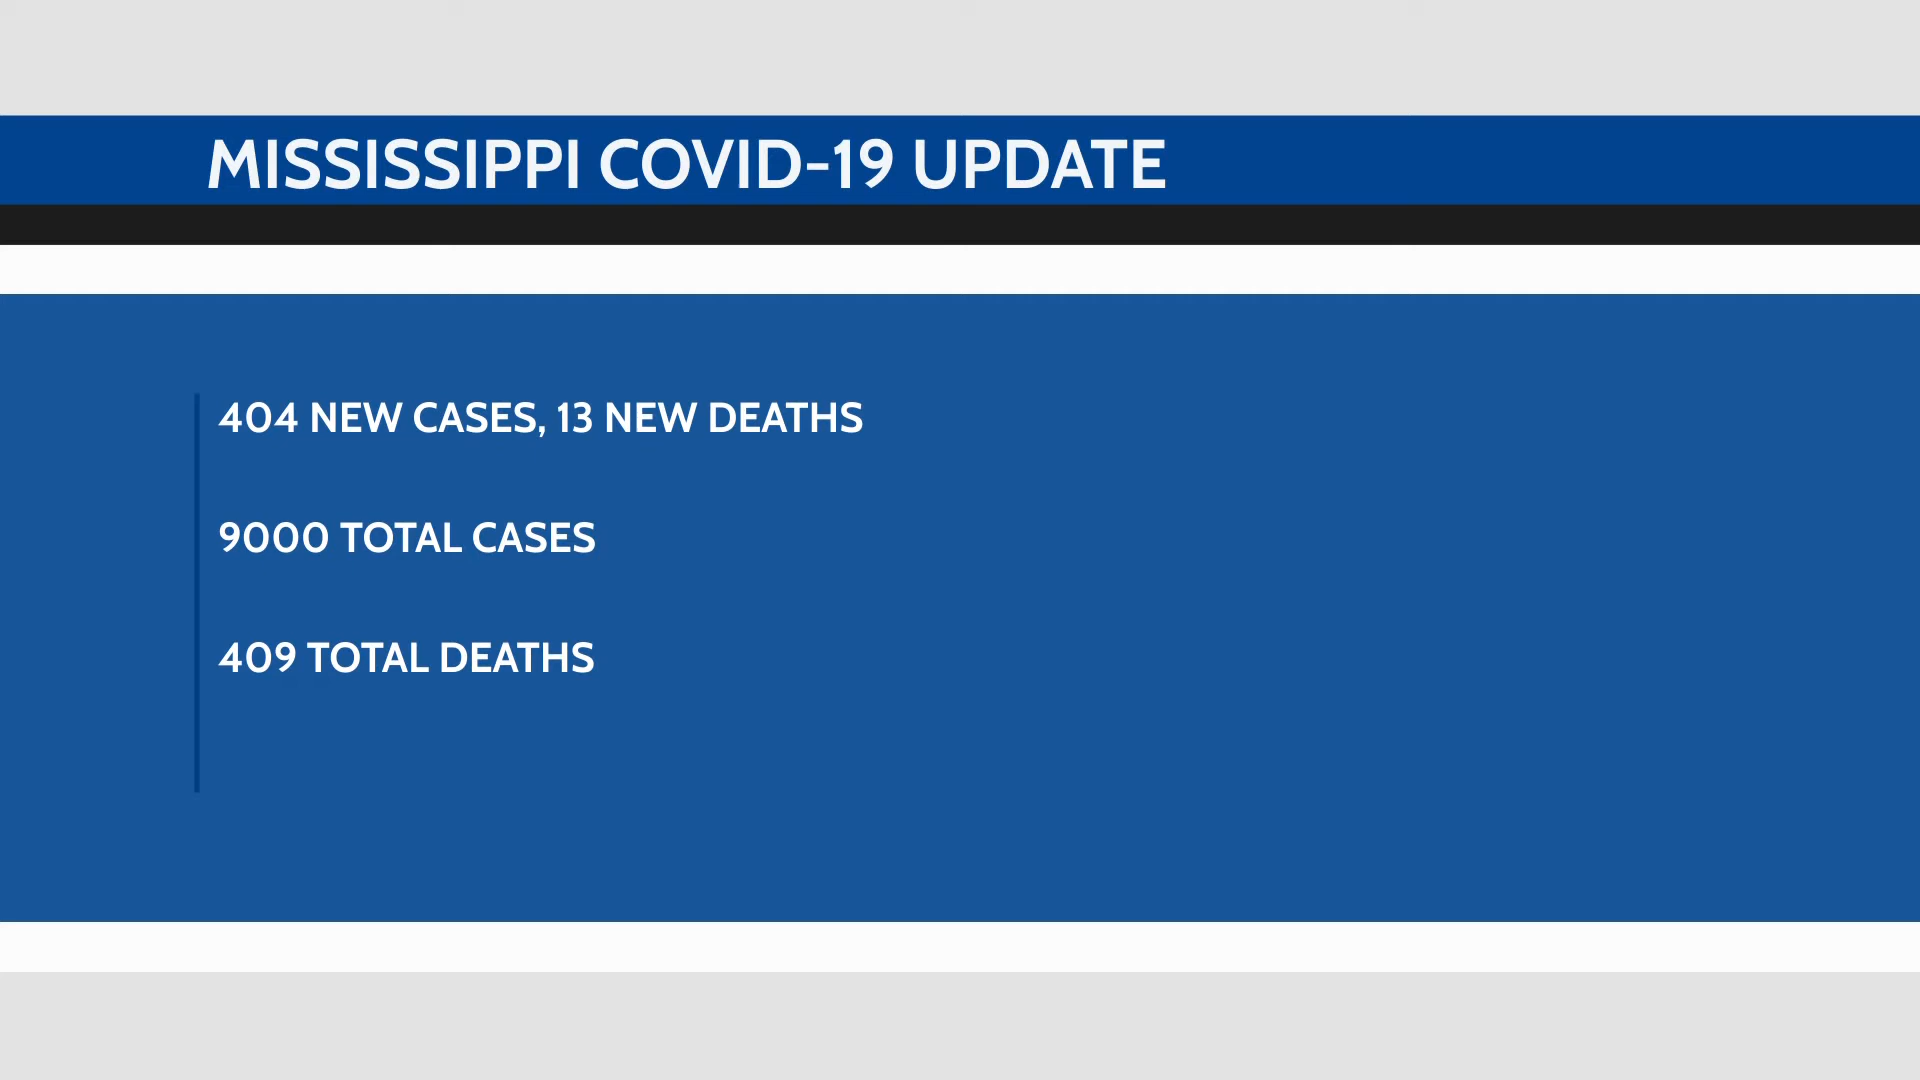 MISSISSIPPI COVID-19 UPDATE
404 NEW CASES, 13 NEW DEATHS
9000 TOTAL CASES
409 TOTAL DEATHS